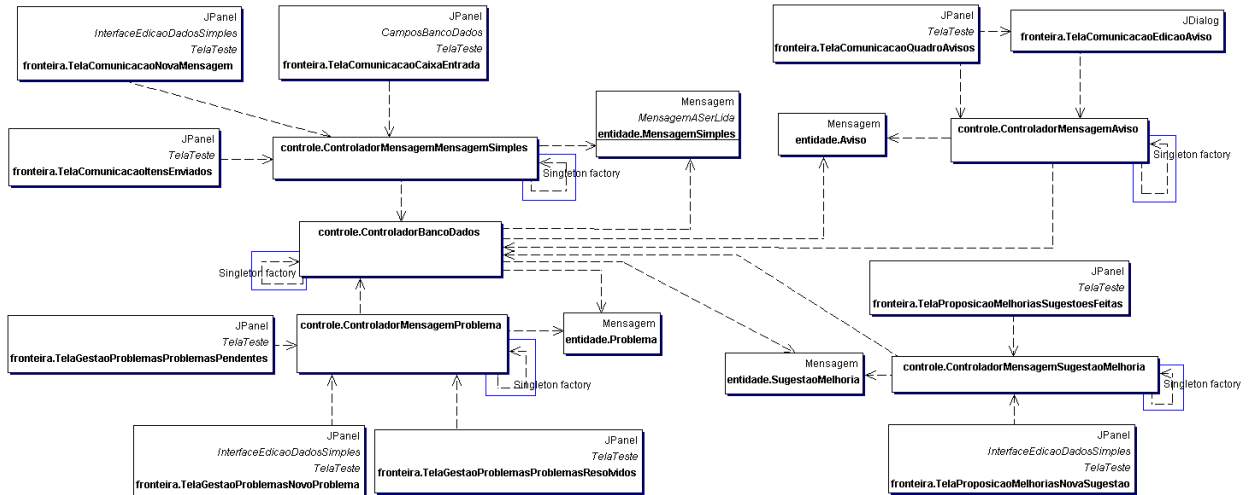 JPanel
InterfaceEdicaoDadosSimples
TelaTeste
fronteira.TelaComunicacaoNovaMensagem
JPanel
CamposBancoDados
TelaTeste
fronteira.TelaComunicacaoCaixaEntrada
JPanel
TelaTeste
fronteira.TelaComunicacaoQuadroAvisos
JDialog
fronteira.TelaComunicacaoEdicaoAviso
Mensagem
MensagemASerLida
entidade.MensagemSimples
Mensagem
entidade.Aviso
controle.ControladorMensagemAviso
Singleton factory
JPanel
TelaTeste
fronteira.TelaComunicacaoItensEnviados
controle.ControladorMensagemMensagemSimples
Singleton factory
controle.ControladorBancoDados
Singleton factory
JPanel
TelaTeste
fronteira.TelaProposicaoMelhoriasSugestoesFeitas
JPanel
TelaTeste
fronteira.TelaGestaoProblemasProblemasPendentes
controle.ControladorMensagemProblema
Singleton factory
Mensagem
entidade.Problema
Mensagem
entidade.SugestaoMelhoria
controle.ControladorMensagemSugestaoMelhoria
Singleton factory
JPanel
InterfaceEdicaoDadosSimples
TelaTeste
fronteira.TelaGestaoProblemasNovoProblema
JPanel
TelaTeste
fronteira.TelaGestaoProblemasProblemasResolvidos
JPanel
InterfaceEdicaoDadosSimples
TelaTeste
fronteira.TelaProposicaoMelhoriasNovaSugestao